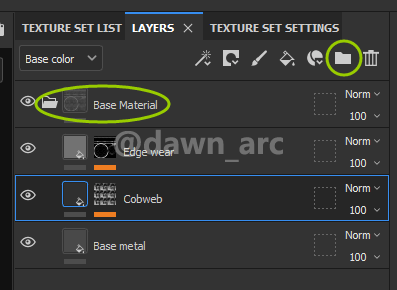 TEXTURE SET LIST LAYERS × TEXTURE SET SETTINGS
Base color
Base Material Norm
100
@dawn_arc
Edge wear Norm
100
Cobweb Norm
100
Base metal Norm
100